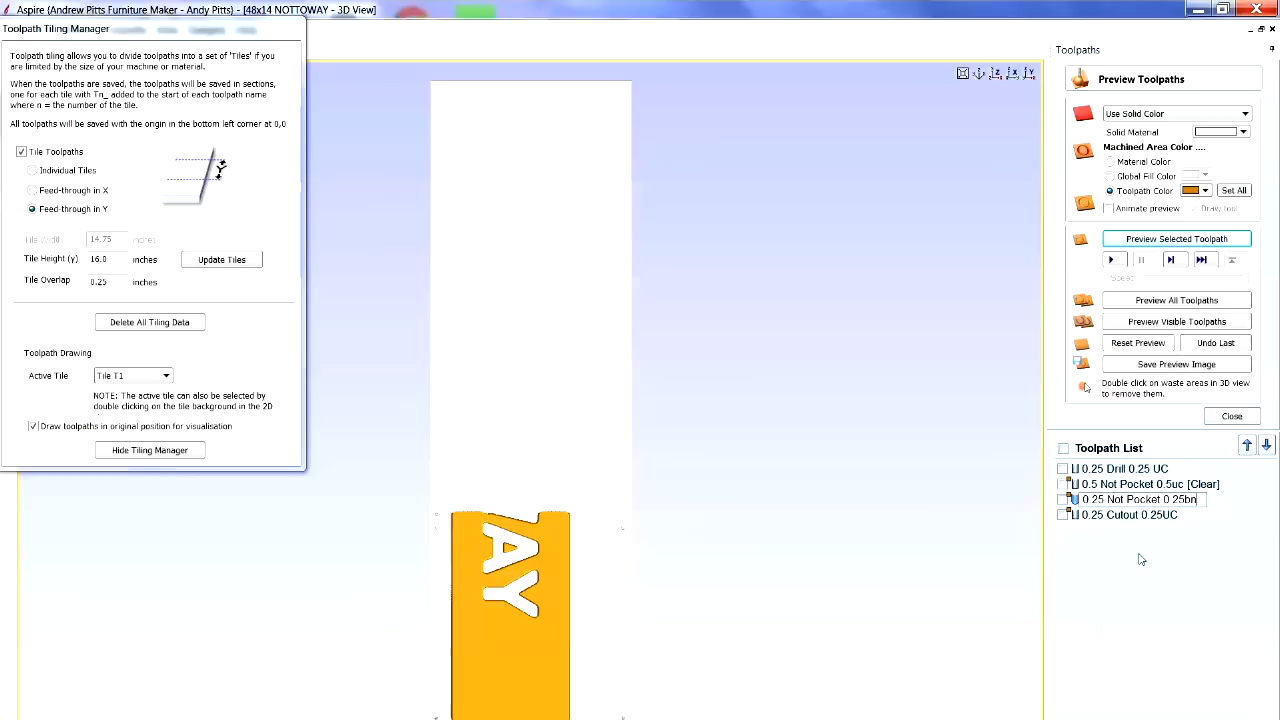 Aspire (Andrew Pitts Furniture Maker - Andy Pitts) - [48x14 NOTTOWAY - 3D View]
Toolpath Tiling Manager
Toolpath tiling allows you to divide toolpaths into a set of 'Tiles' if you
are limited by the size of your machine or material.
When the toolpaths are saved, the toolpaths will be saved in sections,
one for each tile with Tn_ added to the start of each toolpath name
where n = the number of the tile.
All toolpaths will be saved with the origin in the bottom left corner at 0,0
Tile Toolpaths
Individual Tiles
Feed-through in X
Feed-through in Y
Y
Tile Width 14.75 inches
Tile Height (y) 16.0 inches
Update Tiles
Tile Overlap 0.25 inches
Delete All Tiling Data
Toolpath Drawing
Active Tile Tile T1
NOTE: The active tile can also be selected by
double clicking on the tile background in the 2D
Draw toolpaths in original position for visualisation
Hide Tiling Manager
AY
Toolpaths
Preview Toolpaths
Use Solid Color
Solid Material
Machined Area Color ....
Material Color
Global Fill Color
Toolpath Color
Set All
Animate preview
Draw tool
Preview Selected Toolpath
Speed
Preview All Toolpaths
Preview Visible Toolpaths
Reset Preview
Undo Last
Save Preview Image
Double click on waste areas in 3D view
to remove them.
Close
Toolpath List
0.25 Drill 0.25 UC
0.5 Not Pocket 0.5uc [Clear]
0.25 Not Pocket 0.25bn
0.25 Cutout 0.25UC